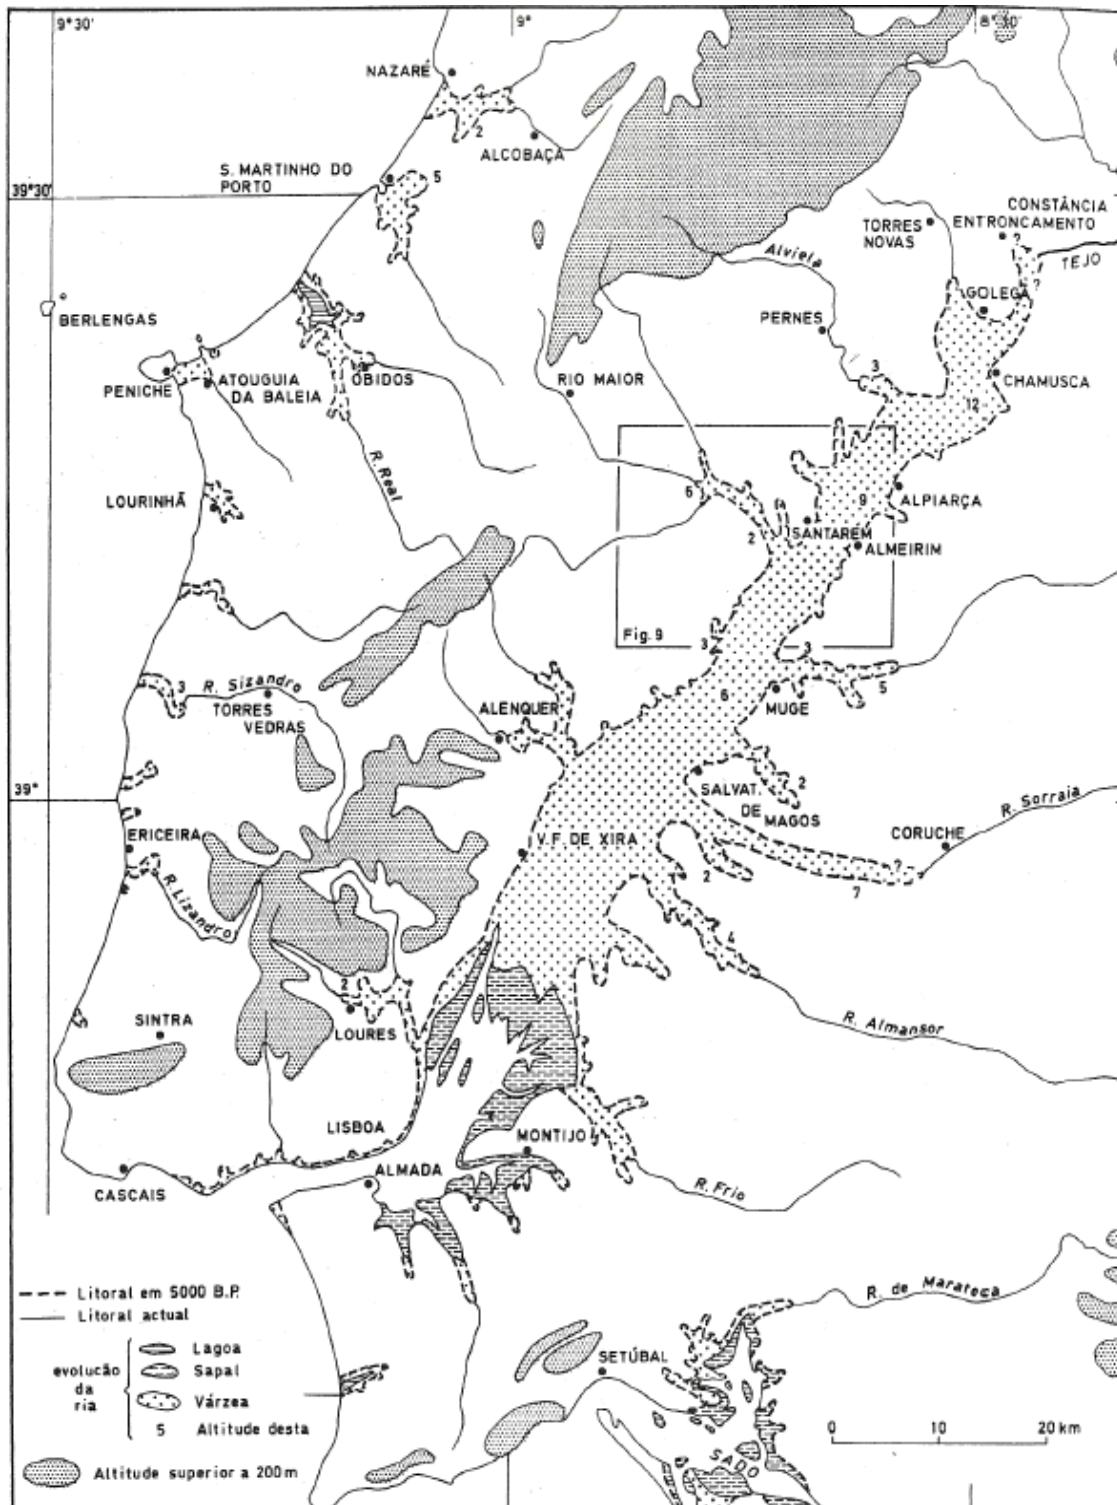 9°30'
9°
8°30'
NAZARÉ
2
ALCOBAÇA
S. MARTINHO DO
PORTO
5
39°30'
CONSTÂNCIA
ENTRONCAMENTO
TORRES
NOVAS
?
TEJO
Alviela
?
GOLEGÃ
BERLENGAS
PERNES
PENICHE
ATOUGUIA
DA BALEIA
ÓBIDOS
RIO MAIOR
3
CHAMUSCA
12
R. Real
LOURINHÃ
6
9
ALPIARÇA
2
SANTARÉM
ALMEIRIM
Fig. 9
3
3
5
R. Sizandro
3
TORRES
VEDRAS
ALENQUER
6
MUGE
39°
SALVAT.
DE
MAGOS
2
R. Sorraia
ERICEIRA
V.F. DE XIRA
CORUCHE
2
?
7
R. Lizandro
4
2
LOURES
SINTRA
R. Almansor
LISBOA
MONTIJO
ALMADA
CASCAIS
R. Frio
R. de Marateca
Litoral em 5000 B.P.
Litoral actual
evolução
da
ria
Lagoa
Sapal
Várzea
5 Altitude desta
Altitude superior a 200 m
SETÚBAL
SADO
0 10 20 km